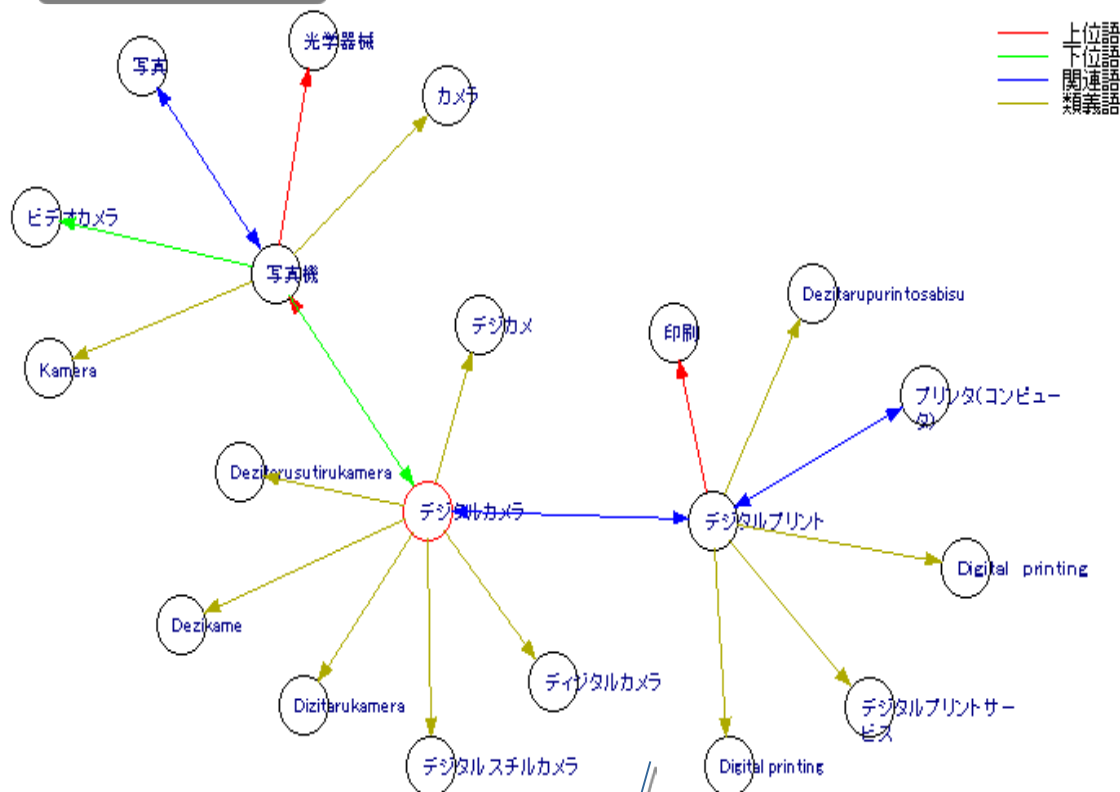 上位語
下位語
関連語
類義語
光学器械
写真
カメラ
ビデオカメラ
写真機
Kamera
デジカメ
印刷
Dezitarupurintosabisu
プリンタ(コンピュー
タ)
Dezitarusutirukamera
デジタルカメラ
デジタルプリント
Digital printing
Dezikame
Dizitarukamera
ディジタルカメラ
デジタルプリントサー
ビス
デジタルスチルカメラ
Digital printing